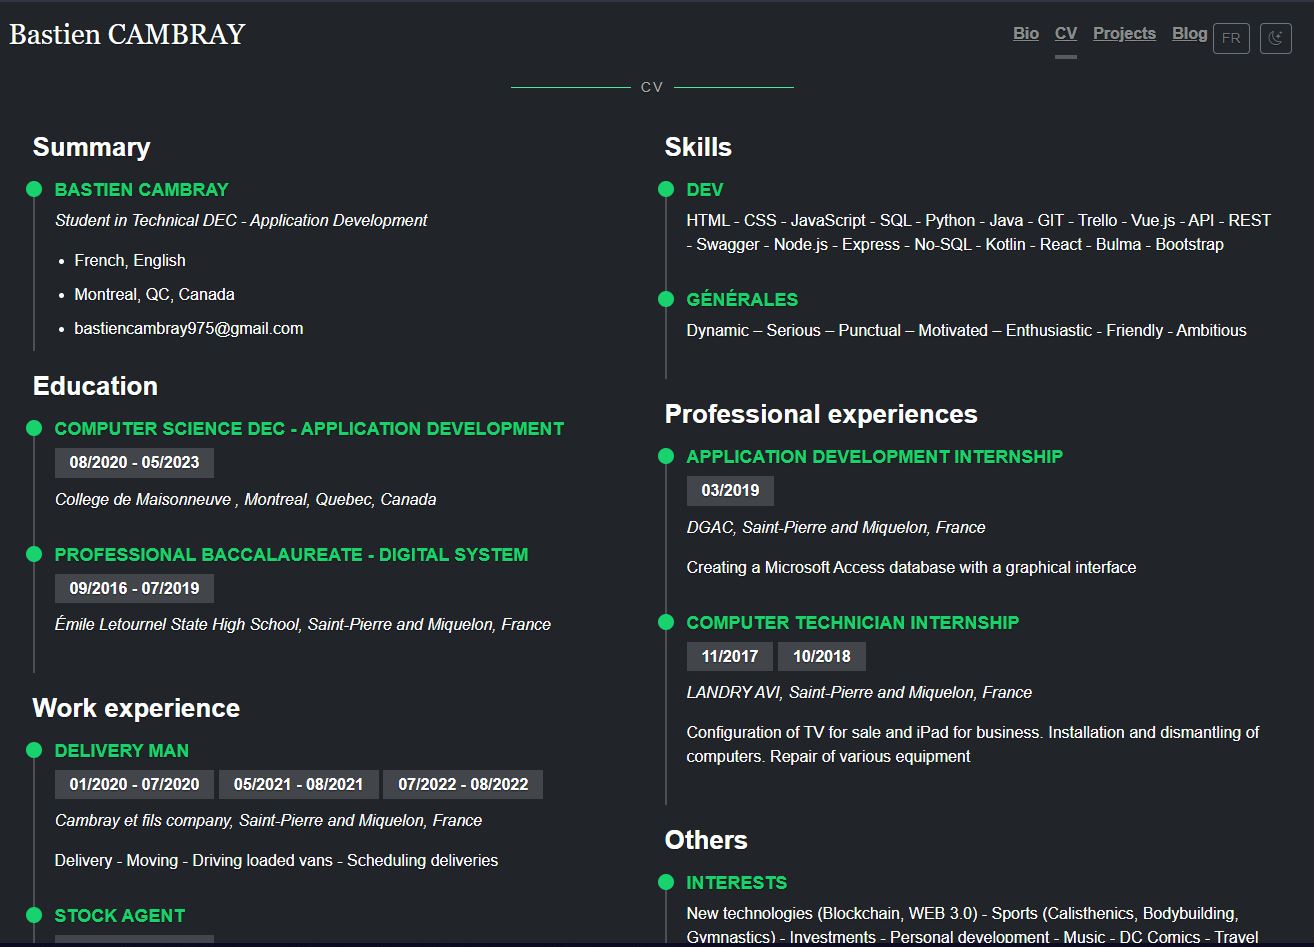 Bastien CAMBRAY
Bio CV Projects Blog FR
CV
Summary
BASTIEN CAMBRAY
Student in Technical DEC - Application Development
• French, English
• Montreal, QC, Canada
• bastiencambray975@gmail.com
Education
COMPUTER SCIENCE DEC - APPLICATION DEVELOPMENT
08/2020 - 05/2023
College de Maisonneuve , Montreal, Quebec, Canada
PROFESSIONAL BACCALAUREATE - DIGITAL SYSTEM
09/2016 - 07/2019
Émile Letournel State High School, Saint-Pierre and Miquelon, France
Work experience
DELIVERY MAN
01/2020 - 07/2020 05/2021 - 08/2021 07/2022 - 08/2022
Cambray et fils company, Saint-Pierre and Miquelon, France
Delivery - Moving - Driving loaded vans - Scheduling deliveries
STOCK AGENT
Skills
DEV
HTML - CSS - JavaScript - SQL - Python - Java - GIT - Trello - Vue.js - API - REST
- Swagger - Node.js - Express - No-SQL - Kotlin - React - Bulma - Bootstrap
GÉNÉRALES
Dynamic – Serious – Punctual – Motivated – Enthusiastic - Friendly - Ambitious
Professional experiences
APPLICATION DEVELOPMENT INTERNSHIP
03/2019
DGAC, Saint-Pierre and Miquelon, France
Creating a Microsoft Access database with a graphical interface
COMPUTER TECHNICIAN INTERNSHIP
11/2017 10/2018
LANDRY AVI, Saint-Pierre and Miquelon, France
Configuration of TV for sale and iPad for business. Installation and dismantling of
computers. Repair of various equipment
Others
INTERESTS
New technologies (Blockchain, WEB 3.0) - Sports (Calisthenics, Bodybuilding,
Gymnastics) - Investments - Personal development - Music - DC Comics - Travel